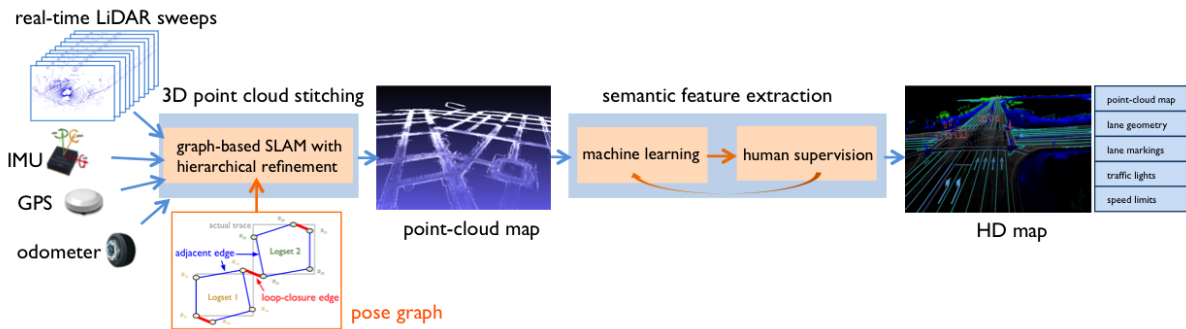 real-time LiDAR sweeps
IMU
GPS
odometer
3D point cloud stitching
graph-based SLAM with
hierarchical refinement
actual trace
adjacent edge
Logset 2
Logset 1
loop-closure edge
pose graph
point-cloud map
semantic feature extraction
machine learning
human supervision
HD map
point-cloud map
lane geometry
lane markings
traffic lights
speed limits